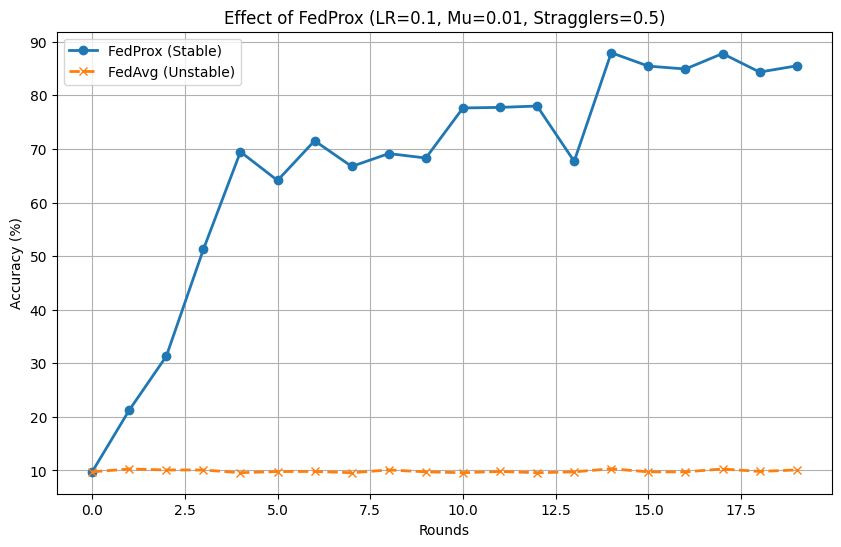 Effect of FedProx (LR=0.1, Mu=0.01, Stragglers=0.5)
FedProx (Stable)
FedAvg (Unstable)
Accuracy (%)
90
80
70
60
50
40
30
20
10
0.0 2.5 5.0 7.5 10.0 12.5 15.0 17.5
Rounds